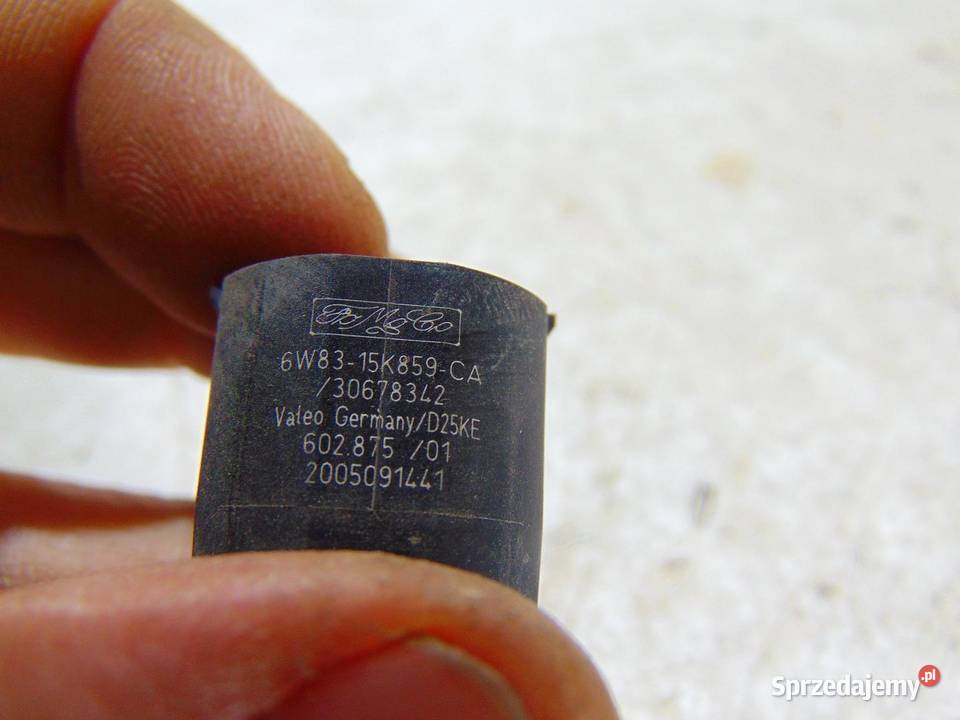 FoMoCo
6W83-15K859-CA
/30678342
Valeo Germany/D25KE
602.875 /01
2005091441
Sprzedajemy.pl